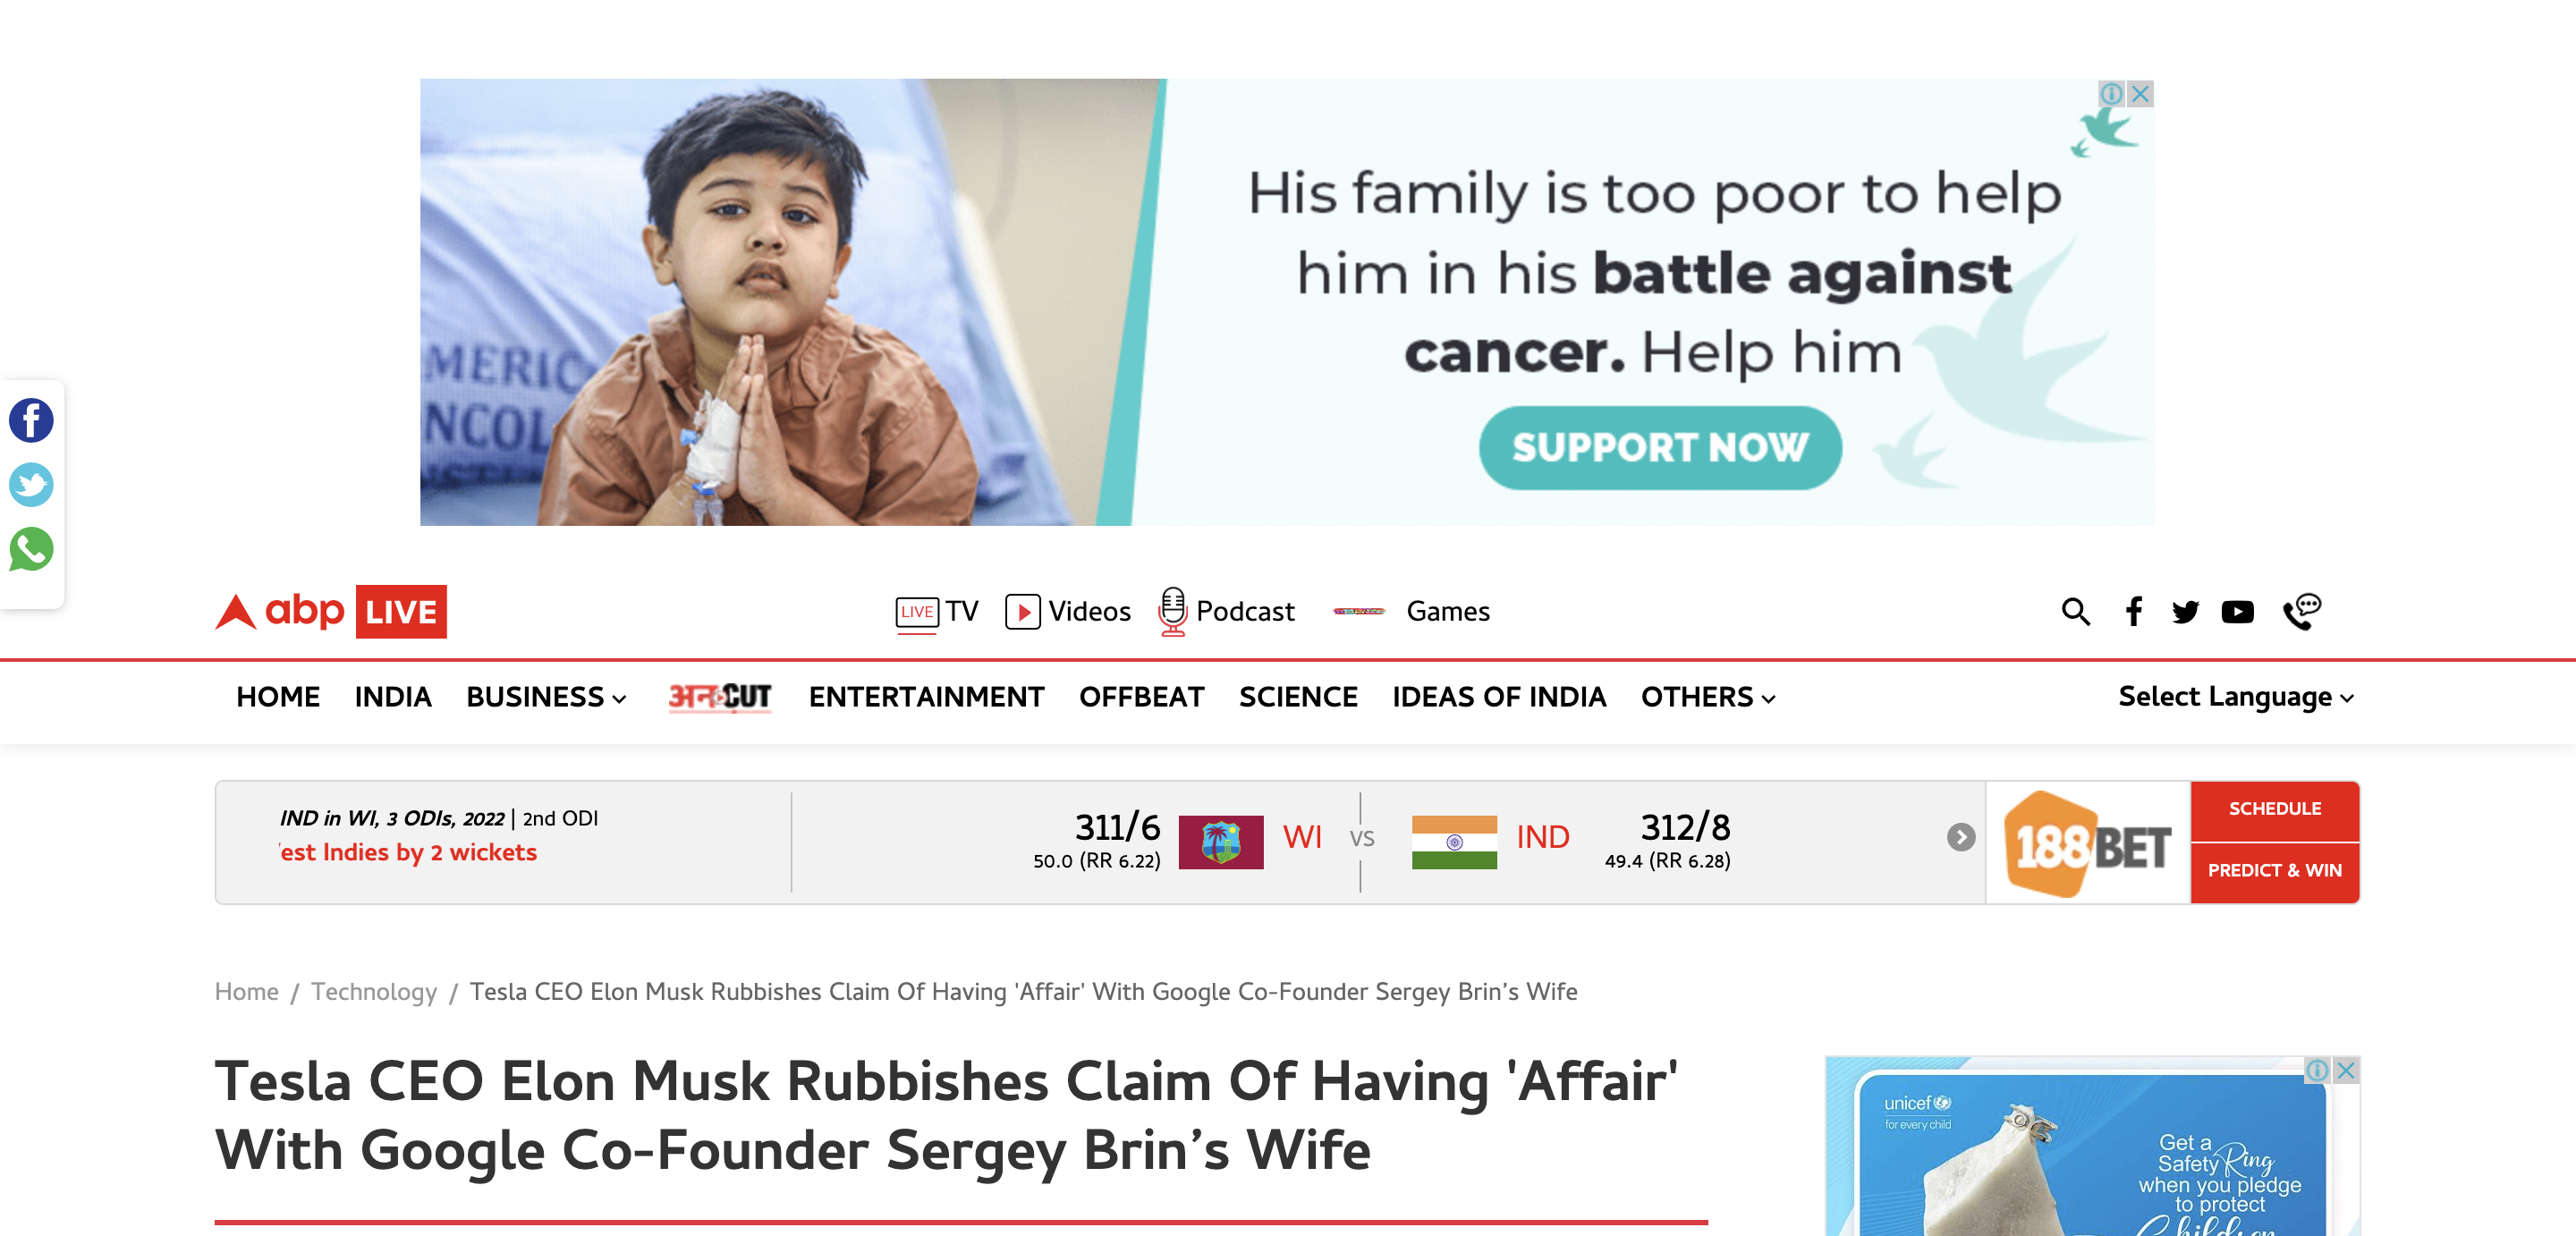 His family is too poor to help
him in his battle against
cancer. Help him
SUPPORT NOW
MERIC
NCOL
abp LIVE
LIVE TV Videos Podcast Games
HOME INDIA BUSINESS अनCUT ENTERTAINMENT OFFBEAT SCIENCE IDEAS OF INDIA OTHERS Select Language
IND in WI, 3 ODIs, 2022 | 2nd ODI
est Indies by 2 wickets
311/6 WI VS IND 312/8
50.0 (RR 6.22) 49.4 (RR 6.28)
188BET
SCHEDULE
PREDICT & WIN
Home / Technology / Tesla CEO Elon Musk Rubbishes Claim Of Having 'Affair' With Google Co-Founder Sergey Brin’s Wife
Tesla CEO Elon Musk Rubbishes Claim Of Having 'Affair'
With Google Co-Founder Sergey Brin’s Wife
unicef
for every child
Get a
Safety Ring
when you pledge
to protect
Children